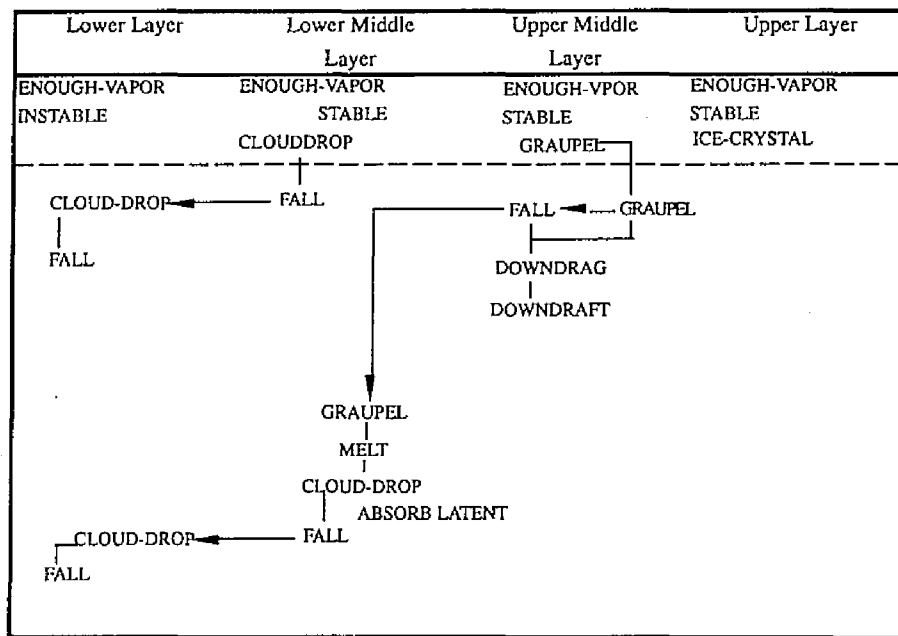 Lower Layer Lower Middle Layer Upper Middle Layer Upper Layer
ENOUGH-VAPOR ENOUGH-VAPOR ENOUGH-VPOR ENOUGH-VAPOR
INSTABLE STABLE STABLE STABLE
CLOUDDROP GRAUPEL ICE-CRYSTAL
CLOUD-DROP FALL FALL GRAUPEL
FALL DOWNDRAG
DOWNDRAFT
GRAUPEL
MELT
CLOUD-DROP
ABSORB LATENT
CLOUD-DROP FALL
FALL